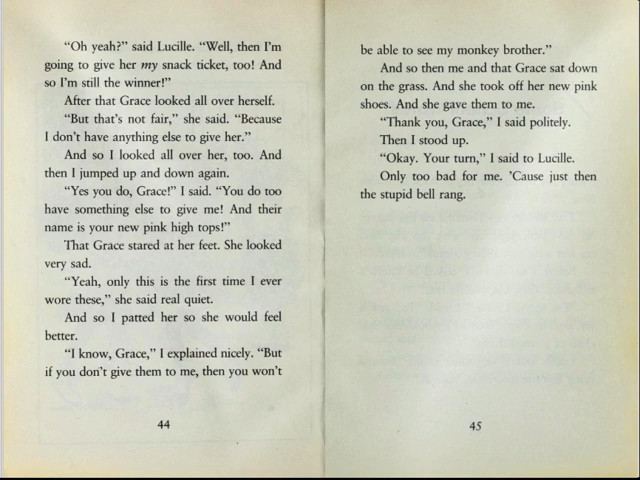 “Oh yeah?” said Lucille. “Well, then I’m
going to give her my snack ticket, too! And
so I’m still the winner!”
After that Grace looked all over herself.
“But that’s not fair,” she said. “Because
I don’t have anything else to give her.”
And so I looked all over her, too. And
then I jumped up and down again.
“Yes you do, Grace!” I said. “You do too
have something else to give me! And their
name is your new pink high tops!”
That Grace stared at her feet. She looked
very sad.
“Yeah, only this is the first time I ever
wore these,” she said real quiet.
And so I patted her so she would feel
better.
“I know, Grace,” I explained nicely. “But
if you don’t give them to me, then you won’t
44
be able to see my monkey brother.”
And so then me and that Grace sat down
on the grass. And she took off her new pink
shoes. And she gave them to me.
“Thank you, Grace,” I said politely.
Then I stood up.
“Okay. Your turn,” I said to Lucille.
Only too bad for me. ’Cause just then
the stupid bell rang.
45